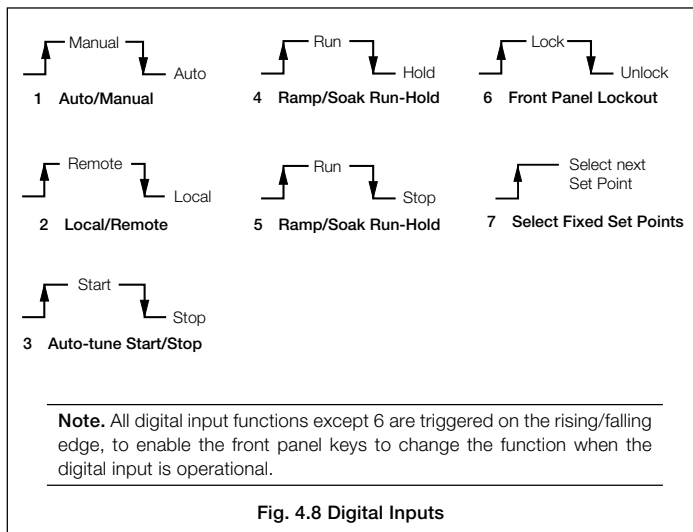 Manual
Auto
1 Auto/Manual
Run
Hold
4 Ramp/Soak Run-Hold
Lock
Unlock
6 Front Panel Lockout
Remote
Local
2 Local/Remote
Run
Stop
5 Ramp/Soak Run-Hold
Select next
Set Point
7 Select Fixed Set Points
Start
Stop
3 Auto-tune Start/Stop
Note. All digital input functions except 6 are triggered on the rising/falling
edge, to enable the front panel keys to change the function when the
digital input is operational.
Fig. 4.8 Digital Inputs